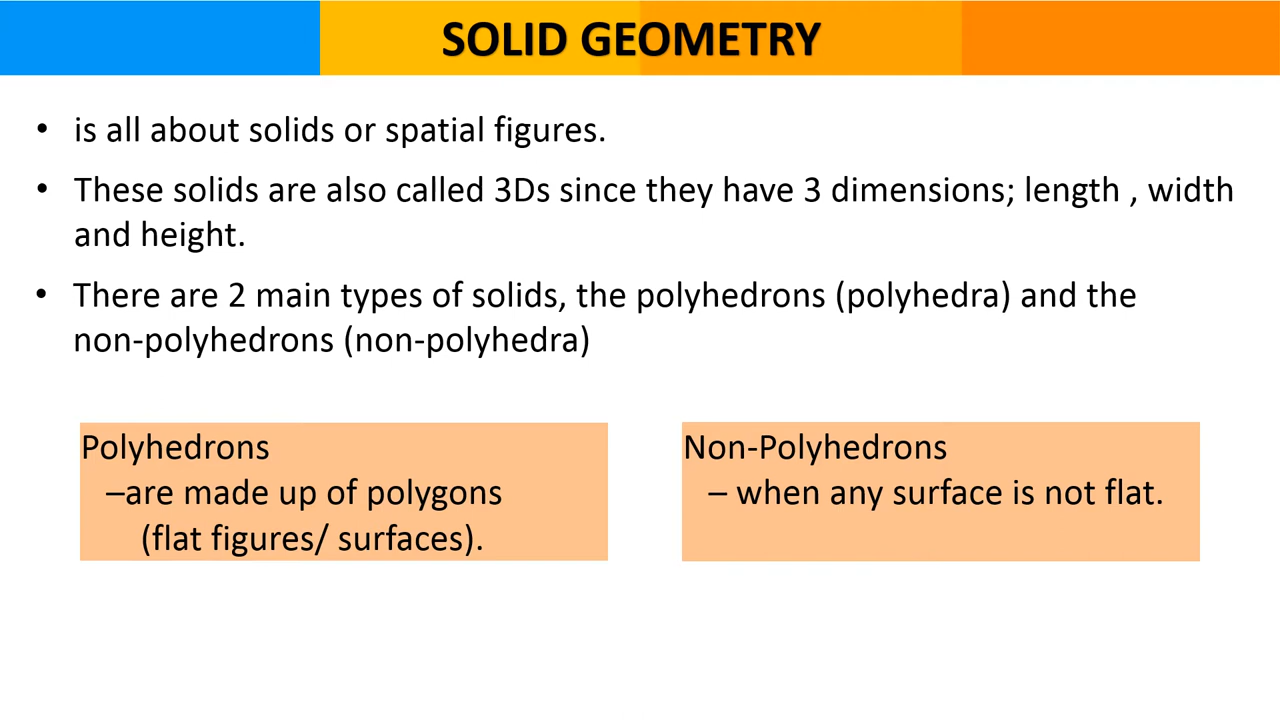 SOLID GEOMETRY
• is all about solids or spatial figures.
• These solids are also called 3Ds since they have 3 dimensions; length , width
and height.
• There are 2 main types of solids, the polyhedrons (polyhedra) and the
non-polyhedrons (non-polyhedra)
Polyhedrons
–are made up of polygons
(flat figures/ surfaces).
Non-Polyhedrons
– when any surface is not flat.